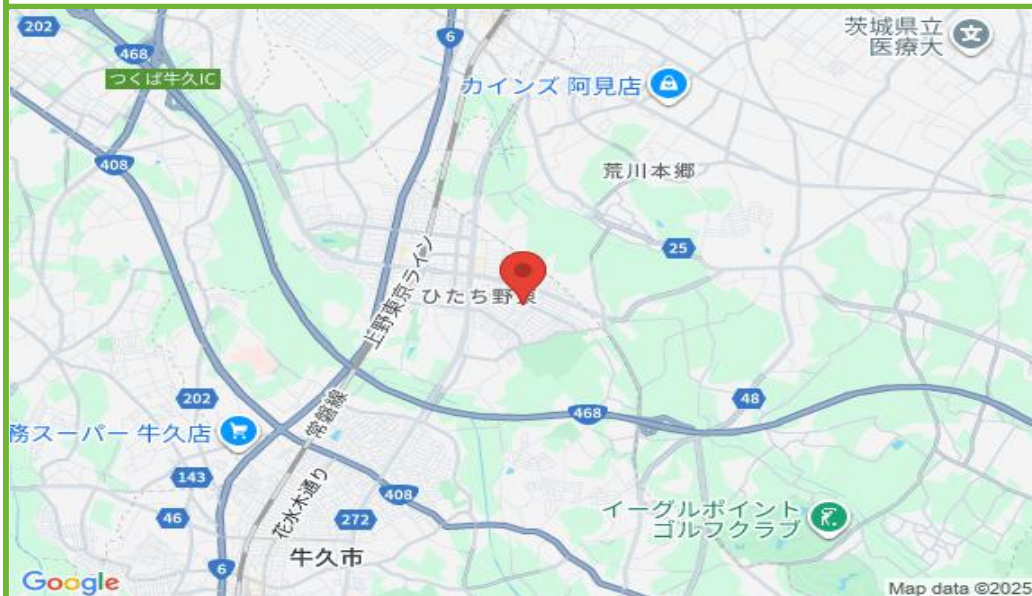 202
6
茨城県立
医療大
468
つくば牛久IC
カインズ 阿見店
408
荒川本郷
25
上野東京ライン
ひたち野東
202
48
468
務スーパー 牛久店
常磐線
143
花水木通り
408
46
272
イーグルポイント
ゴルフクラブ
牛久市
6
Google
Map data ©2025